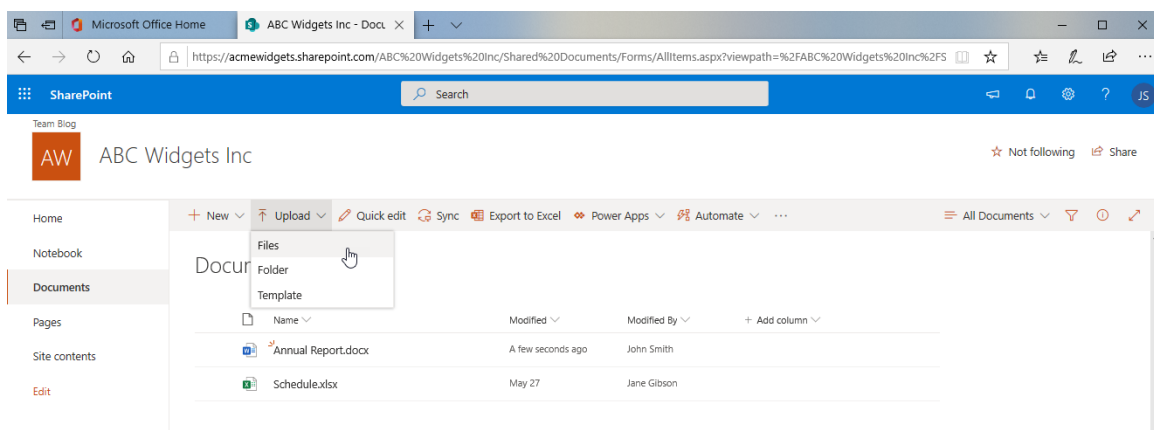 Microsoft Office Home
ABC Widgets Inc - Docu
https://acmewidgets.sharepoint.com/ABC%20Widgets%20Inc/Shared%20Documents/Forms/AllItems.aspx?viewpath=%2FABC%20Widgets%20Inc%2FS
SharePoint
Search
? JS
Team Blog
AW ABC Widgets Inc
Not following Share
Home
Notebook
Documents
Pages
Site contents
Edit
+ New Upload Quick edit Sync Export to Excel Power Apps Automate ...
All Documents
Files
Folder
Template
Docum
Name Modified Modified By + Add column
Annual Report.docx A few seconds ago John Smith
Schedule.xlsx May 27 Jane Gibson